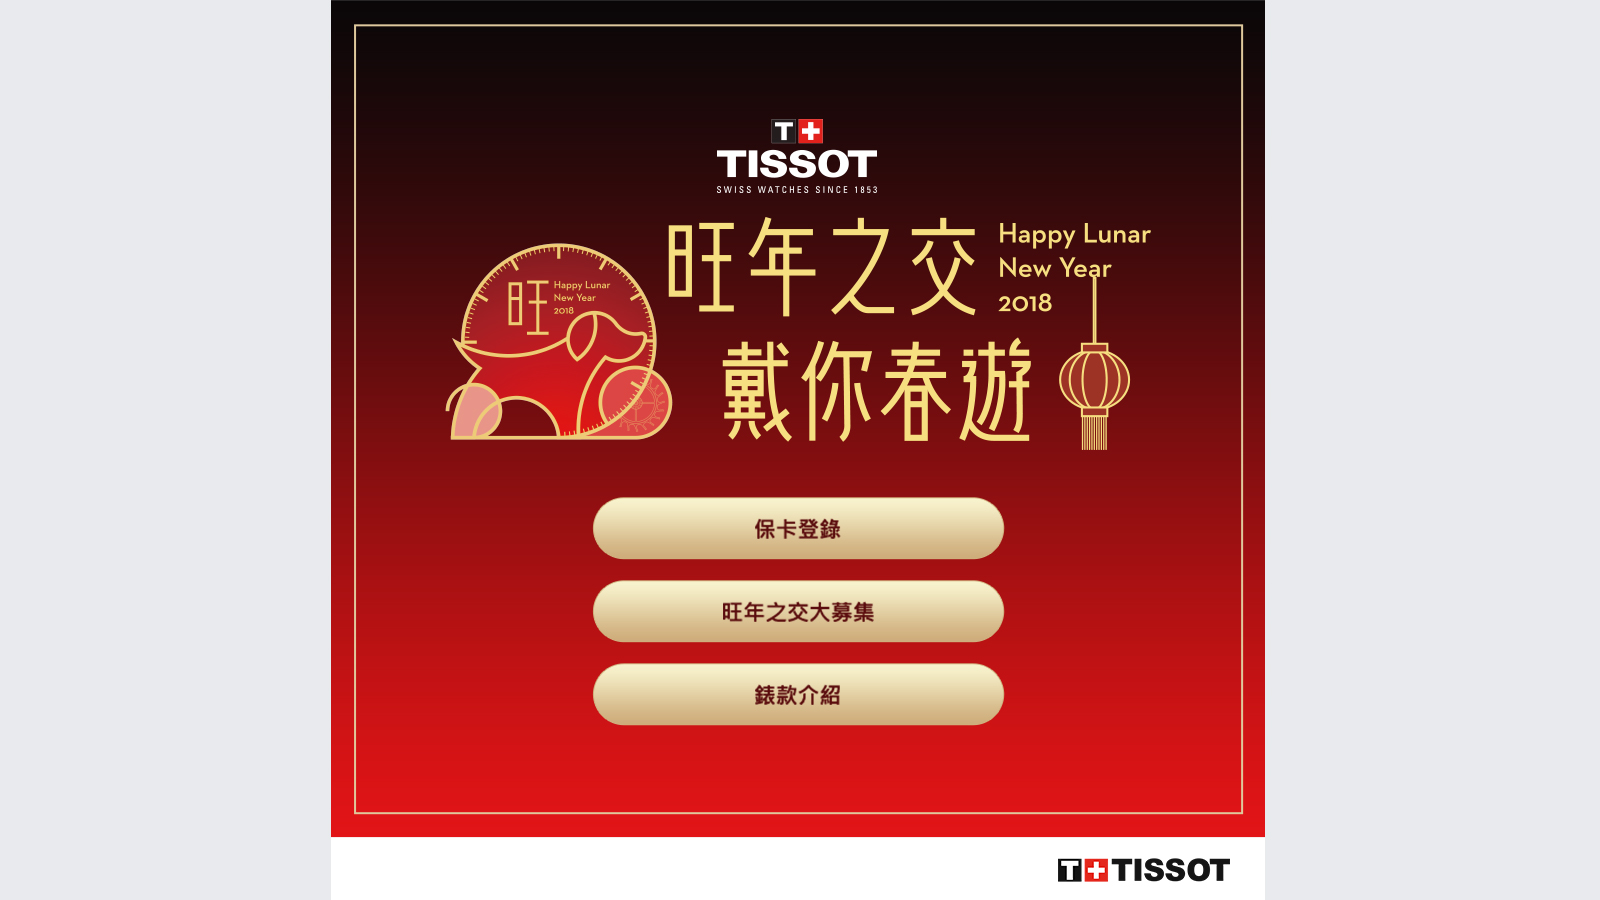 T+
TISSOT
SWISS WATCHES SINCE 1853
旺年之交
Happy Lunar
New Year
2018
戴你春遊
旺
Happy Lunar
New Year
2018
保卡登錄
旺年之交大募集
錶款介紹
T+ TISSOT